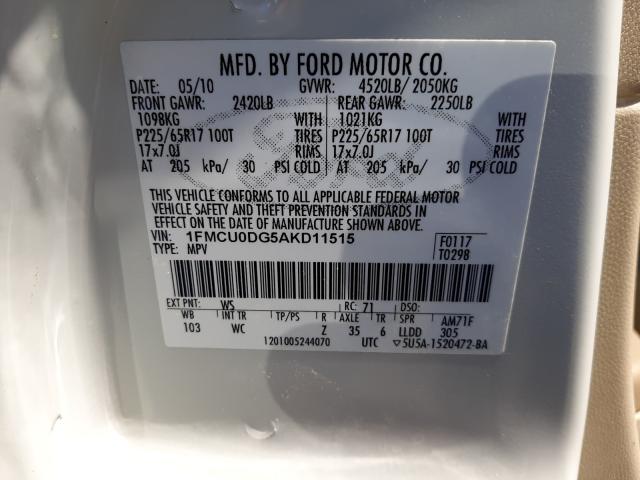 MFD. BY FORD MOTOR CO.
DATE: 05/10 GVWR: 4520LB/ 2050KG
FRONT GAWR: 2420LB REAR GAWR: 2250LB
1098KG WITH 1021KG WITH
P225/65R17 100T TIRES P225/65R17 100T TIRES
17x7.0J RIMS 17x7.0J RIMS
AT 205 kPa/ 30 PSI COLD AT 205 kPa/ 30 PSI COLD
THIS VEHICLE CONFORMS TO ALL APPLICABLE FEDERAL MOTOR
VEHICLE SAFETY AND THEFT PREVENTION STANDARDS IN
EFFECT ON THE DATE OF MANUFACTURE SHOWN ABOVE.
VIN: 1FMCU0DG5AKD11515 F0117
TYPE: MPV T0298
EXT PNT: WS RC: 71 DSO:
WB INT TR TP/PS R AXLE TR SPR AM71F
103 WC Z 35 6 LLDD 305
1201005244070 UTC ▽5U5A-1520472-BA